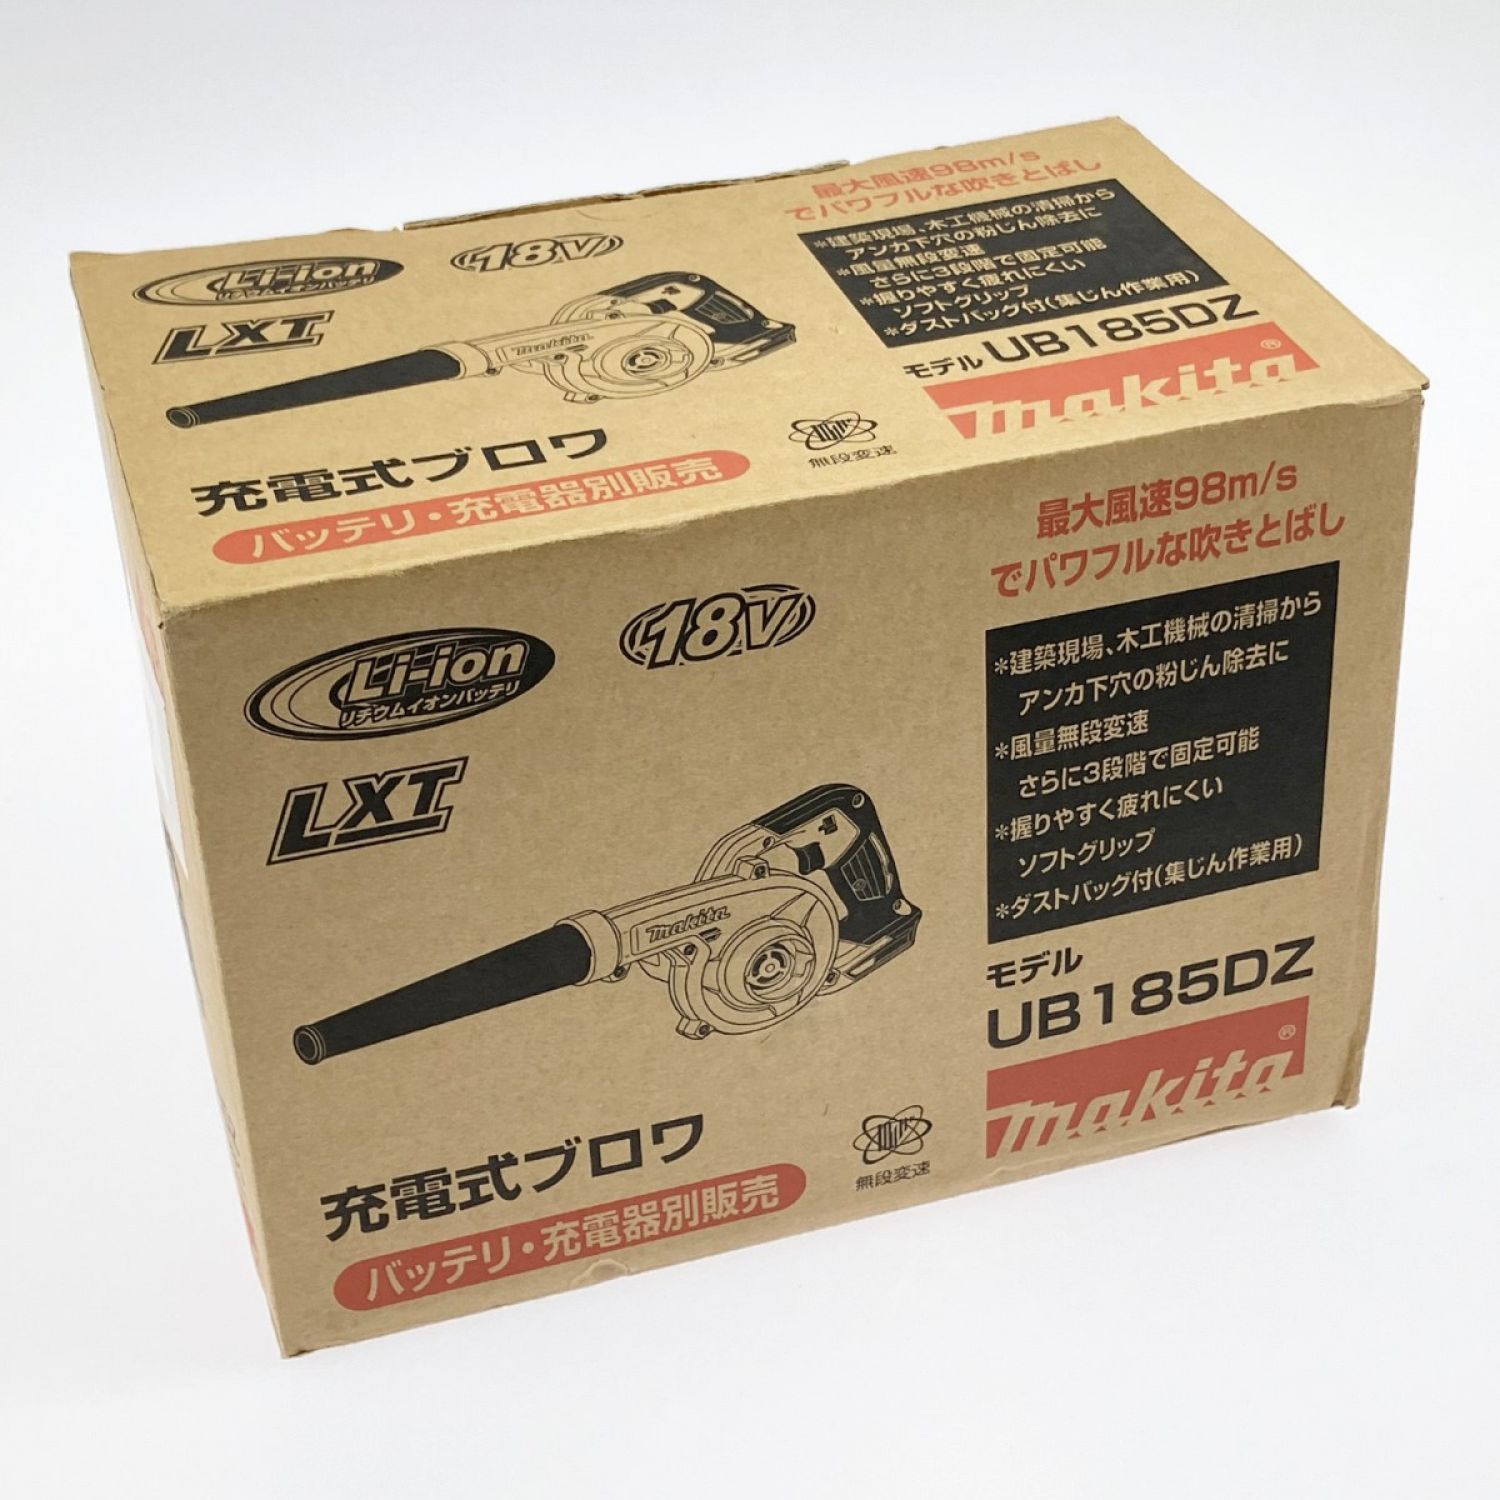 Li-ion
リチウムイオンバッテリ
18V
LXT
makita
充電式ブロワ
バッテリ・充電器別販売
無段変速
最大風速98m/s
でパワフルな吹きとばし
*建築現場、木工機械の清掃から
アンカ下穴の粉じん除去に
*風量無段変速
さらに3段階で固定可能
*握りやすく疲れにくい
ソフトグリップ
*ダストバッグ付(集じん作業用)
モデル UB185DZ
makita®
Li-ion
リチウムイオンバッテリ
18V
LXT
makita
充電式ブロワ
バッテリ・充電器別販売
無段変速
最大風速98m/s
でパワフルな吹きとばし
*建築現場、木工機械の清掃から
アンカ下穴の粉じん除去に
*風量無段変速
さらに3段階で固定可能
*握りやすく疲れにくい
ソフトグリップ
*ダストバッグ付(集じん作業用)
モデル
UB185DZ
makita®